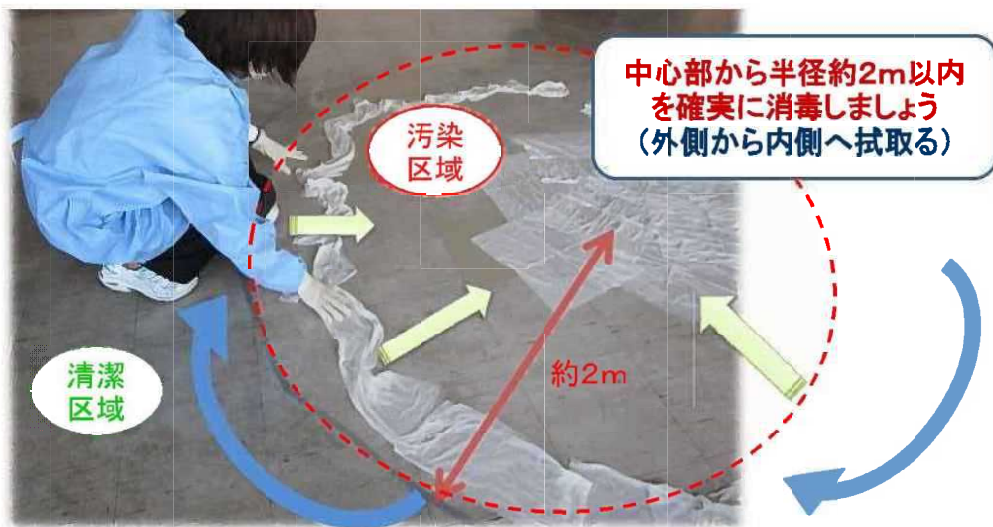 中心部から半径約2m以内
を確実に消毒しましょう
(外側から内側へ拭取る)
汚染
区域
約2m
清潔
区域